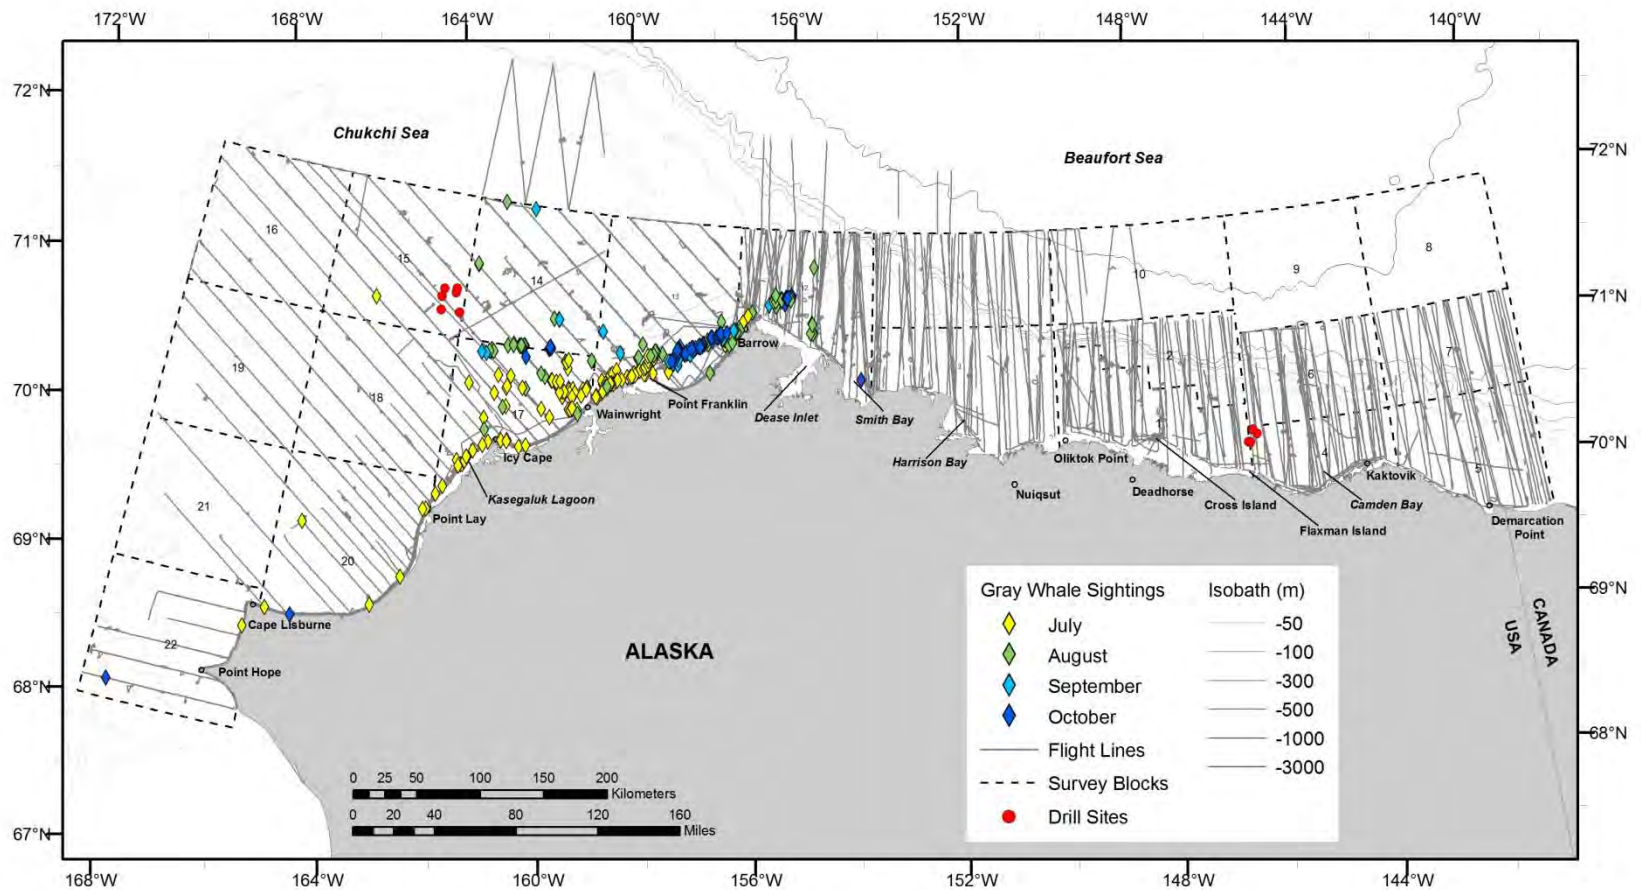 172°W 168°W 164°W 160°W 156°W 152°W 148°W 144°W 140°W
72°N
Chukchi Sea
Beaufort Sea
72°N
16
15
14
13
12
10
9
8
71°N
71°N
19
18
17
2
6
7
Barrow
70°N
Wainwright
Point Franklin
Dease Inlet
Smith Bay
70°N
1
4
5
Icy Cape
Harrison Bay
Oliktok Point
Kaktovik
Kasegaluk Lagoon
Nuiqsut
Deadhorse
Cross Island
Camden Bay
21
Point Lay
Flaxman Island
Demarcation
Point
69°N
20
69°N
Cape Lisburne
22
Point Hope
68°N
68°N
67°N
ALASKA
USA
CANADA
Gray Whale Sightings
July
August
September
October
Flight Lines
Survey Blocks
Drill Sites
Isobath (m)
-50
-100
-300
-500
-1000
-3000
0 25 50 100 150 200
Kilometers
0 20 40 80 120 160
Miles
168°W 164°W 160°W 156°W 152°W 148°W 144°W